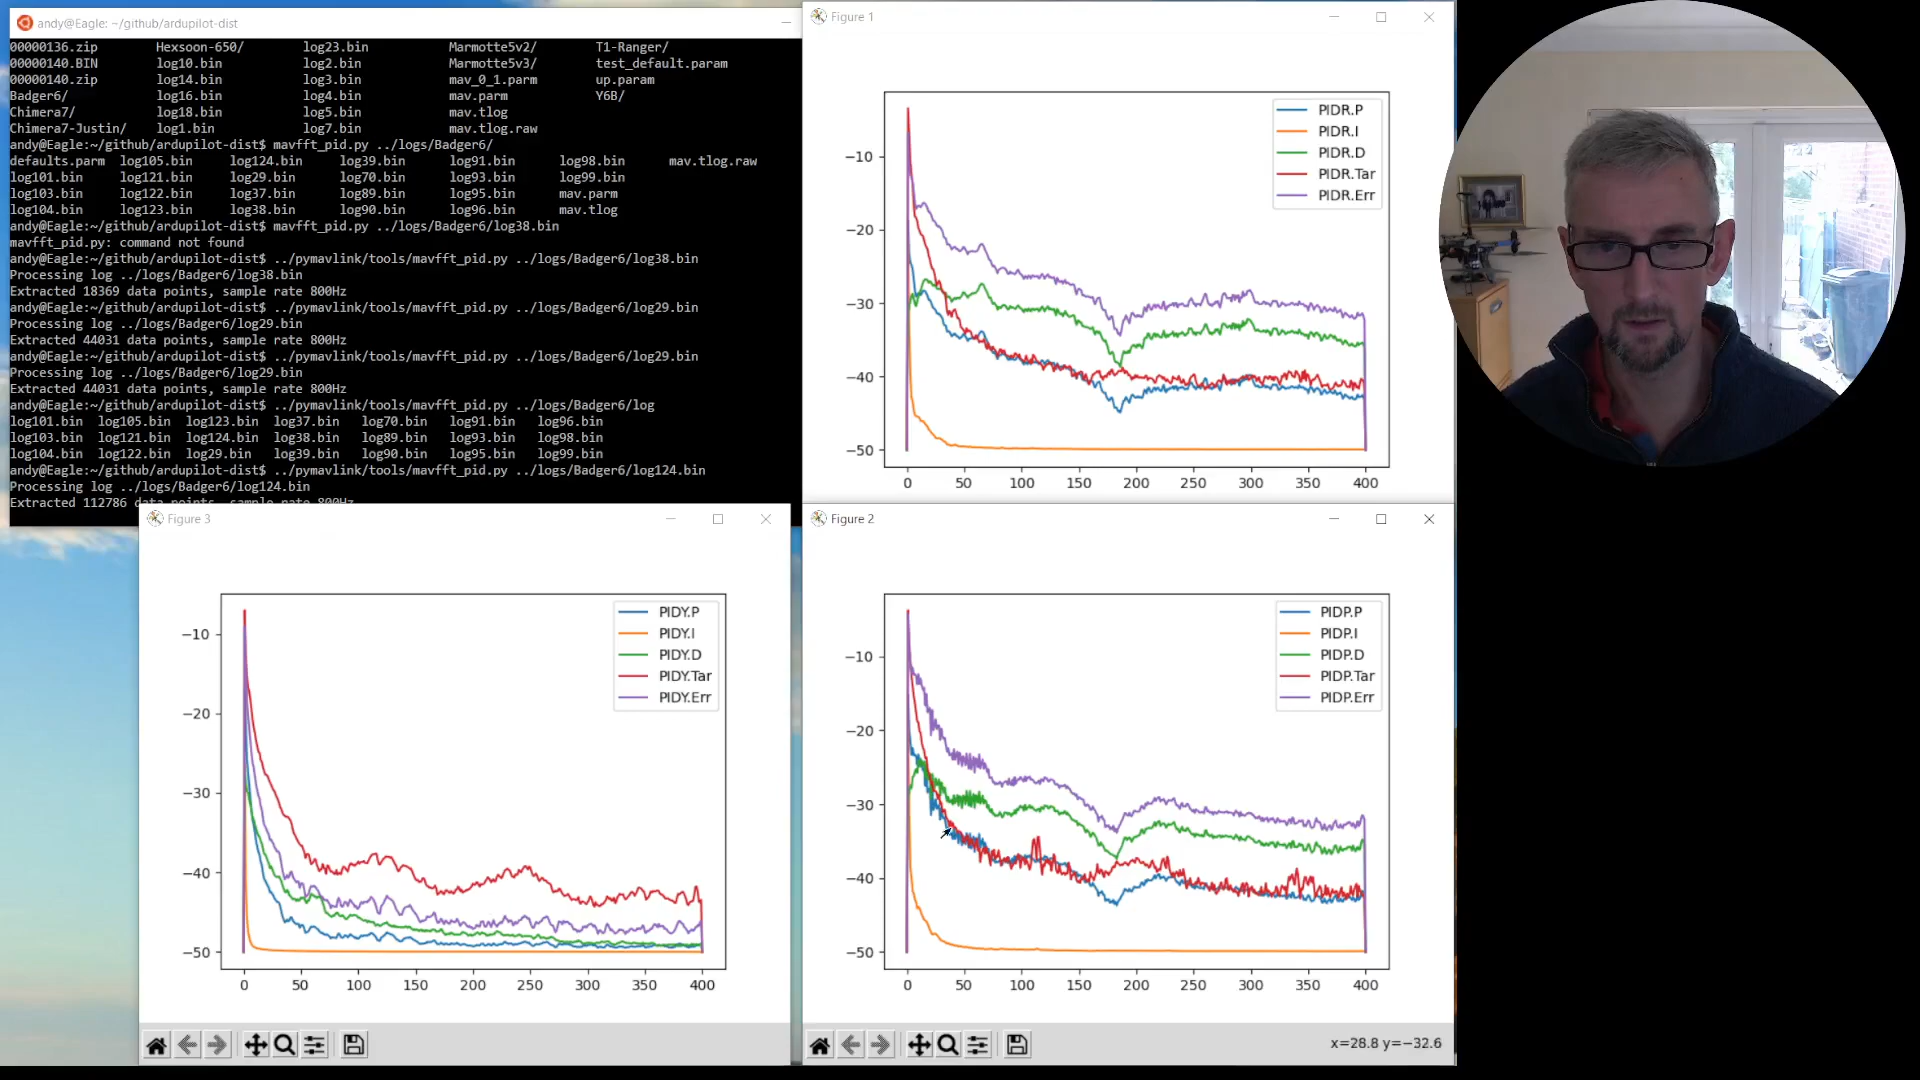 andy@Eagle: ~/github/ardupilot-dist
00000136.zip Hexsoon-650/ log23.bin Marmotte5v2/ T1-Ranger/
00000140.BIN log10.bin log2.bin Marmotte5v3/ test_default.param
00000140.zip log14.bin log3.bin mav_0_1.parm up.param
Badger6/ log16.bin log4.bin mav.parm Y6B/
Chimera7/ log18.bin log5.bin mav.tlog
Chimera7-Justin/ log1.bin log7.bin mav.tlog.raw
andy@Eagle:~/github/ardupilot-dist$ mavfft_pid.py ../logs/Badger6/
defaults.parm log105.bin log124.bin log39.bin log91.bin log98.bin mav.tlog.raw
log101.bin log121.bin log29.bin log70.bin log93.bin log99.bin
log103.bin log122.bin log37.bin log89.bin log95.bin mav.parm
log104.bin log123.bin log38.bin log90.bin log96.bin mav.tlog
andy@Eagle:~/github/ardupilot-dist$ mavfft_pid.py ../logs/Badger6/log38.bin
mavfft_pid.py: command not found
andy@Eagle:~/github/ardupilot-dist$ ../pymavlink/tools/mavfft_pid.py ../logs/Badger6/log38.bin
Processing log ../logs/Badger6/log38.bin
Extracted 18369 data points, sample rate 800Hz
andy@Eagle:~/github/ardupilot-dist$ ../pymavlink/tools/mavfft_pid.py ../logs/Badger6/log29.bin
Processing log ../logs/Badger6/log29.bin
Extracted 44031 data points, sample rate 800Hz
andy@Eagle:~/github/ardupilot-dist$ ../pymavlink/tools/mavfft_pid.py ../logs/Badger6/log29.bin
Processing log ../logs/Badger6/log29.bin
Extracted 44031 data points, sample rate 800Hz
andy@Eagle:~/github/ardupilot-dist$ ../pymavlink/tools/mavfft_pid.py ../logs/Badger6/log
log101.bin log105.bin log123.bin log37.bin log70.bin log91.bin log96.bin
log103.bin log121.bin log124.bin log38.bin log89.bin log93.bin log98.bin
log104.bin log122.bin log29.bin log39.bin log90.bin log95.bin log99.bin
andy@Eagle:~/github/ardupilot-dist$ ../pymavlink/tools/mavfft_pid.py ../logs/Badger6/log124.bin
Processing log ../logs/Badger6/log124.bin
Extracted 112786 data points, sample rate 800Hz
Figure 1
PIDR.P
PIDR.I
PIDR.D
PIDR.Tar
PIDR.Err
−10
−20
−30
−40
−50
0 50 100 150 200 250 300 350 400
Figure 3
PIDY.P
PIDY.I
PIDY.D
PIDY.Tar
PIDY.Err
−10
−20
−30
−40
−50
0 50 100 150 200 250 300 350 400
Figure 2
PIDP.P
PIDP.I
PIDP.D
PIDP.Tar
PIDP.Err
−10
−20
−30
−40
−50
0 50 100 150 200 250 300 350 400
x=28.8 y=−32.6